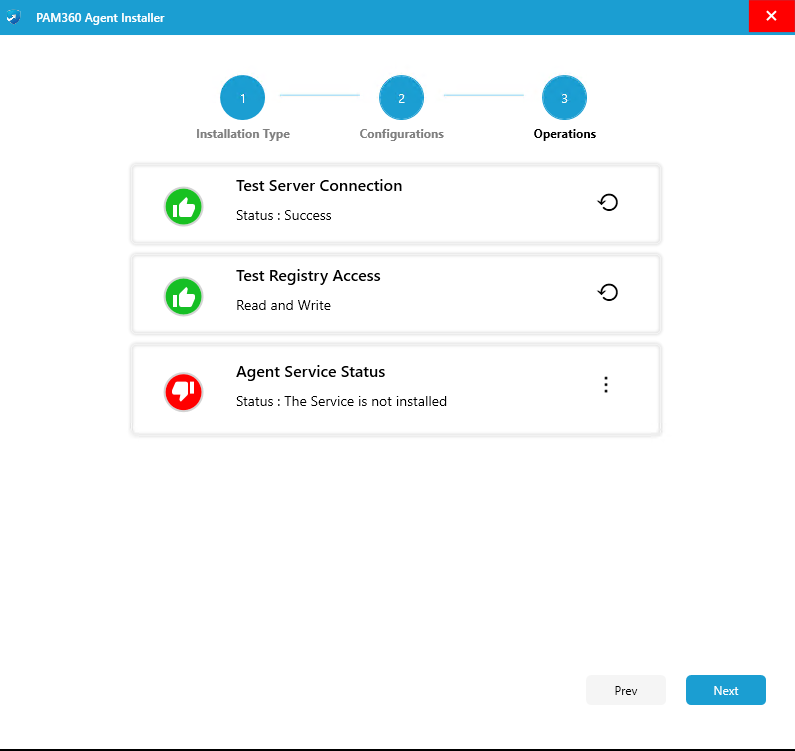 PAM360 Agent Installer
1
2
3
Installation Type
Configurations
Operations
Test Server Connection
Status : Success
Test Registry Access
Read and Write
Agent Service Status
Status : The Service is not installed
Prev
Next